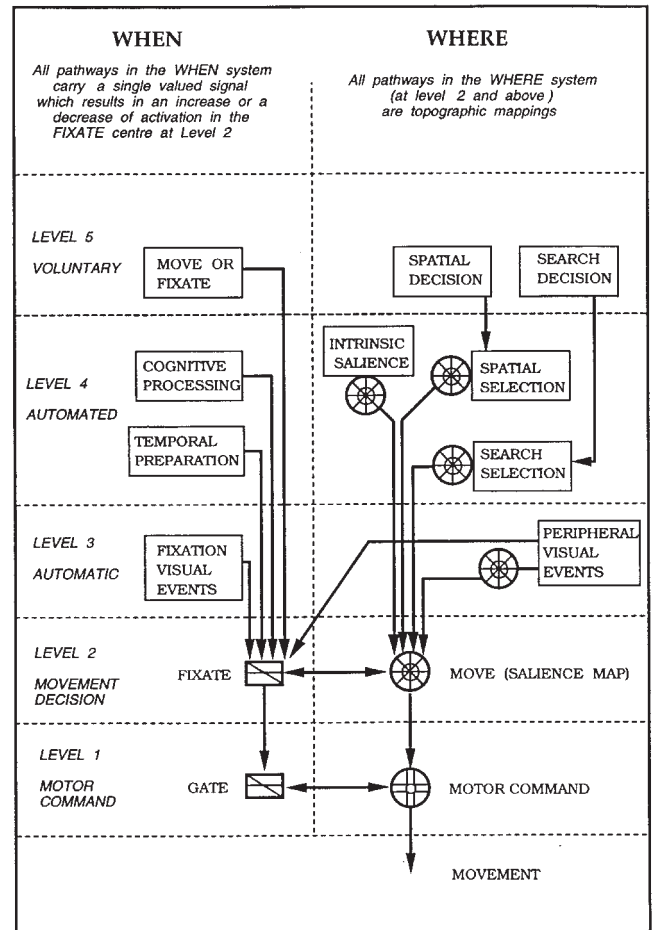 WHEN
All pathways in the WHEN system
carry a single valued signal
which results in an increase or a
decrease of activation in the
FIXATE centre at Level 2
WHERE
All pathways in the WHERE system
(at level 2 and above)
are topographic mappings
LEVEL 5
VOLUNTARY
MOVE OR
FIXATE
SPATIAL
DECISION
SEARCH
DECISION
LEVEL 4
AUTOMATED
COGNITIVE
PROCESSING
TEMPORAL
PREPARATION
INTRINSIC
SALIENCE
SPATIAL
SELECTION
SEARCH
SELECTION
LEVEL 3
AUTOMATIC
FIXATION
VISUAL
EVENTS
PERIPHERAL
VISUAL
EVENTS
LEVEL 2
MOVEMENT
DECISION
FIXATE
MOVE (SALIENCE MAP)
LEVEL 1
MOTOR
COMMAND
GATE
MOTOR COMMAND
MOVEMENT